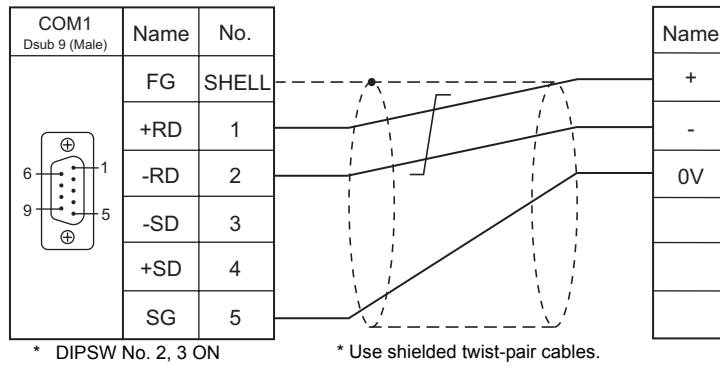 COM1
Dsub 9 (Male)
Name No.
Name
FG SHELL
+
+RD 1
-
-RD 2
0V
-SD 3
+SD 4
SG 5
6
1
9
5
* DIPSW No. 2, 3 ON
* Use shielded twist-pair cables.